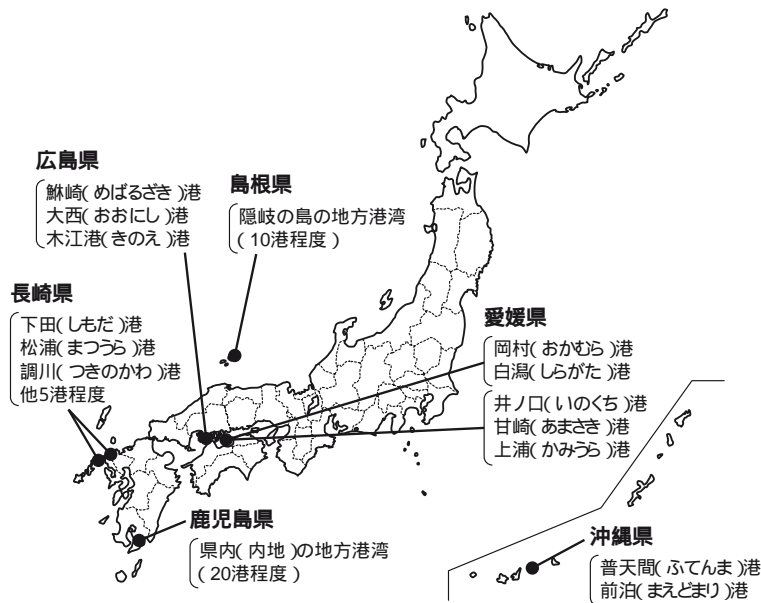 広島県
鮴崎(めばるざき)港
大西(おおにし)港
木江港(きのえ)港
島根県
隠岐の島の地方港湾
(10港程度)
長崎県
下田(しもだ)港
松浦(まつうら)港
調川(つきのかわ)港
他5港程度
愛媛県
岡村(おかむら)港
白潟(しらがた)港
井ノ口(いのくち)港
甘崎(あまさき)港
上浦(かみうら)港
鹿児島県
県内(内地)の地方港湾
(20港程度)
沖縄県
普天間(ふてんま)港
前泊(まえどまり)港